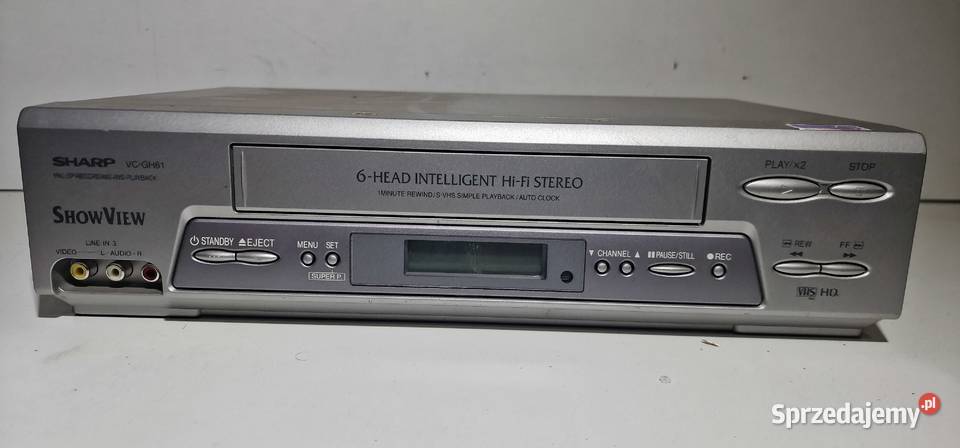 SHARP VC-GH61
SHOWVIEW
LINE IN 3
VIDEO L-AUDIO-R
6-HEAD INTELLIGENT Hi-Fi STEREO
1 MINUTE REWIND/S-VHS SIMPLE PLAYBACK/AUTO CLOCK
STANDBY EJECT
MENU SET
SUPER P.
▼ CHANNEL ▲
PAUSE/STILL
REC
PLAY/X2 STOP
REW FF
VHS HQ
Sprzedajemy.pl